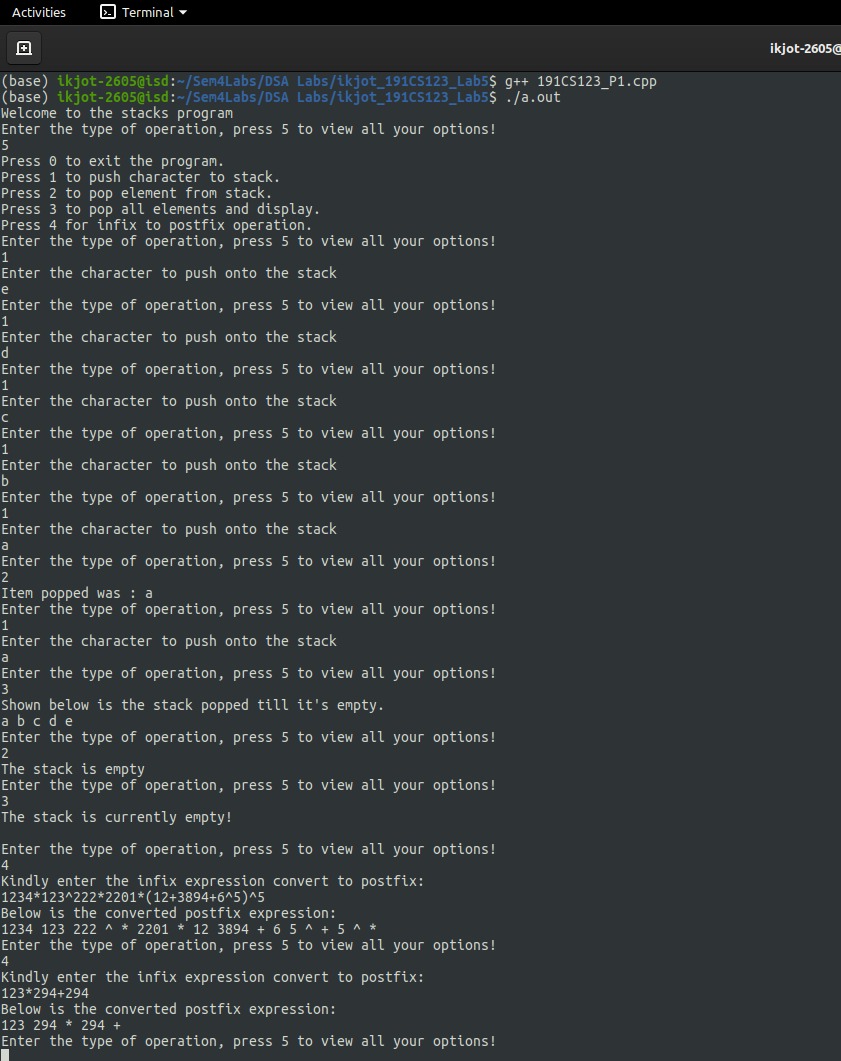 Activities Terminal
ikjot-2605@
(base) ikjot-2605@isd:~/Sem4Labs/DSA Labs/ikjot_191CS123_Lab5$ g++ 191CS123_P1.cpp
(base) ikjot-2605@isd:~/Sem4Labs/DSA Labs/ikjot_191CS123_Lab5$ ./a.out
Welcome to the stacks program
Enter the type of operation, press 5 to view all your options!
5
Press 0 to exit the program.
Press 1 to push character to stack.
Press 2 to pop element from stack.
Press 3 to pop all elements and display.
Press 4 for infix to postfix operation.
Enter the type of operation, press 5 to view all your options!
1
Enter the character to push onto the stack
e
Enter the type of operation, press 5 to view all your options!
1
Enter the character to push onto the stack
d
Enter the type of operation, press 5 to view all your options!
1
Enter the character to push onto the stack
c
Enter the type of operation, press 5 to view all your options!
1
Enter the character to push onto the stack
b
Enter the type of operation, press 5 to view all your options!
1
Enter the character to push onto the stack
a
Enter the type of operation, press 5 to view all your options!
2
Item popped was : a
Enter the type of operation, press 5 to view all your options!
1
Enter the character to push onto the stack
a
Enter the type of operation, press 5 to view all your options!
3
Shown below is the stack popped till it's empty.
a b c d e
Enter the type of operation, press 5 to view all your options!
2
The stack is empty
Enter the type of operation, press 5 to view all your options!
3
The stack is currently empty!

Enter the type of operation, press 5 to view all your options!
4
Kindly enter the infix expression convert to postfix:
1234*123^222*2201*(12+3894+6^5)^5
Below is the converted postfix expression:
1234 123 222 ^ * 2201 * 12 3894 + 6 5 ^ + 5 ^ *
Enter the type of operation, press 5 to view all your options!
4
Kindly enter the infix expression convert to postfix:
123*294+294
Below is the converted postfix expression:
123 294 * 294 +
Enter the type of operation, press 5 to view all your options!